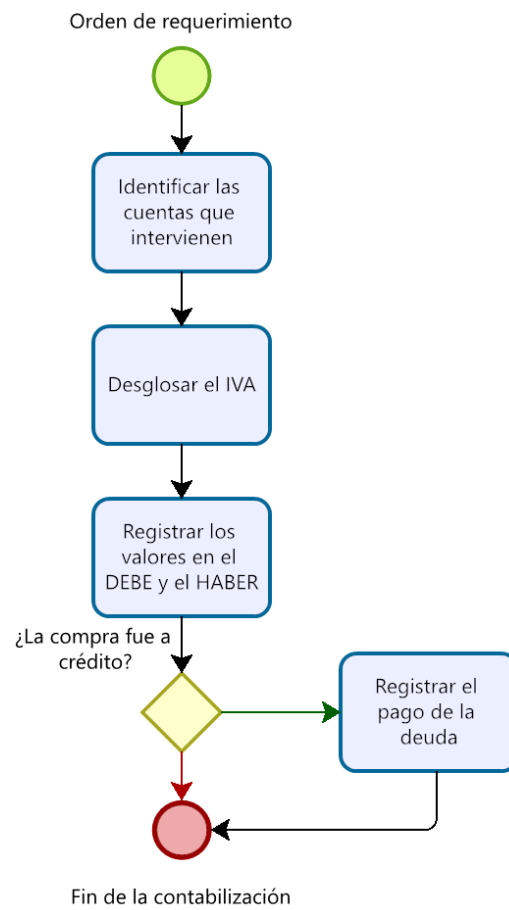 Orden de requerimiento
Identificar las
cuentas que
intervienen
Desglosar el IVA
Registrar los
valores en el
DEBE y el HABER
¿La compra fue a
crédito?
Registrar el
pago de la
deuda
Fin de la contabilización